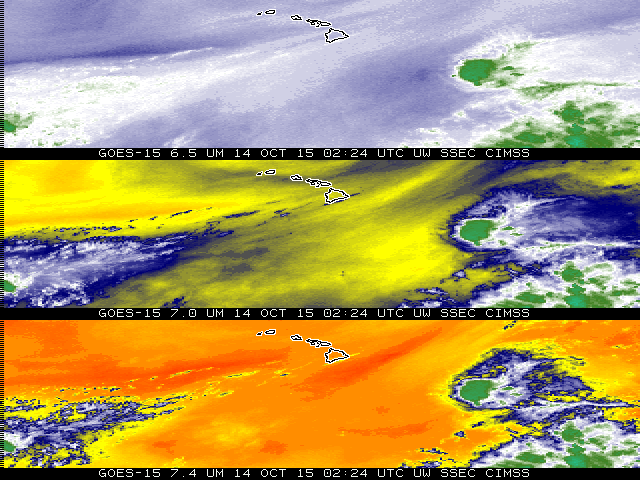 GOES-15 6.5 UM 14 OCT 15 02:24 UTC UW SSEC CIMSS
GOES-15 7.0 UM 14 OCT 15 02:24 UTC UW SSEC CIMSS
GOES-15 7.4 UM 14 OCT 15 02:24 UTC UW SSEC CIMSS